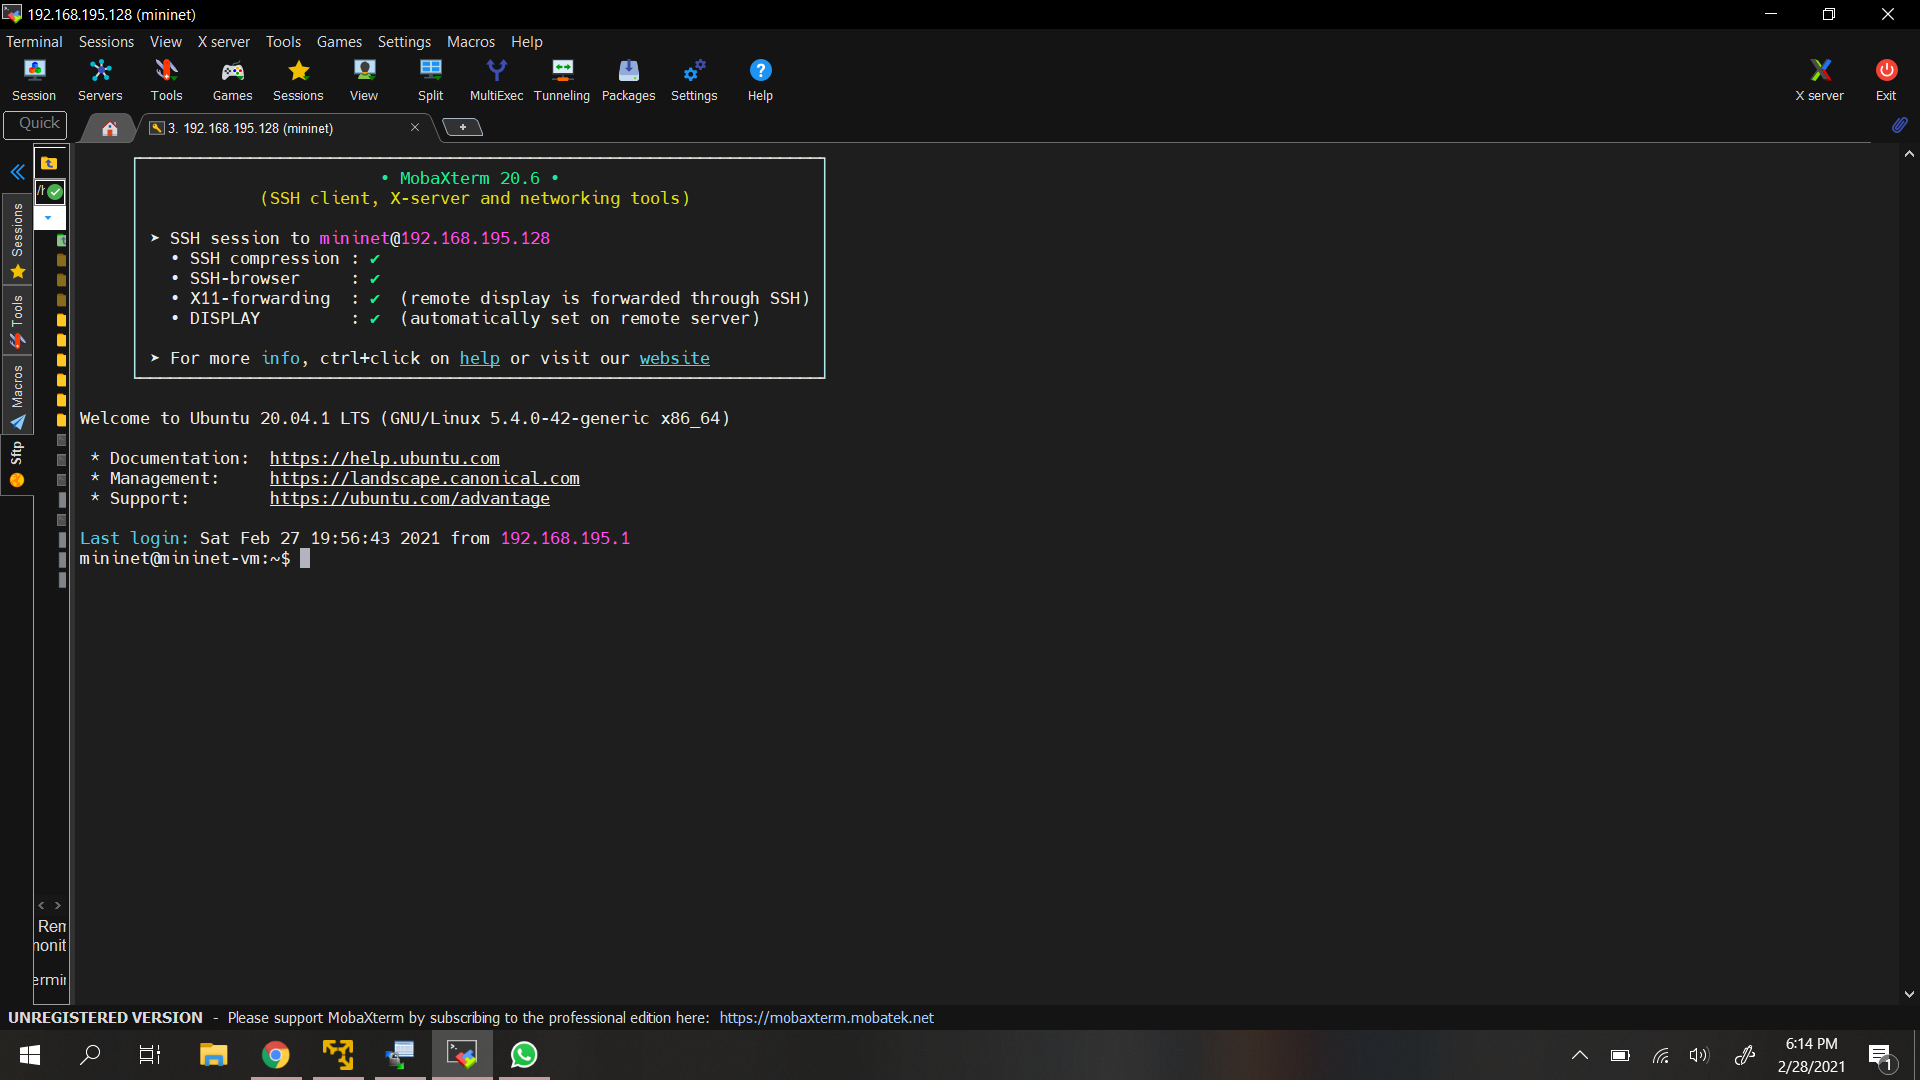 192.168.195.128 (mininet)
Terminal Sessions View X server Tools Games Settings Macros Help
Session Servers Tools Games Sessions View Split MultiExec Tunneling Packages Settings Help X server Exit
Quick
3. 192.168.195.128 (mininet)
• MobaXterm 20.6 •
(SSH client, X-server and networking tools)
➤ SSH session to mininet@192.168.195.128
• SSH compression : ✔
• SSH-browser : ✔
• X11-forwarding : ✔ (remote display is forwarded through SSH)
• DISPLAY : ✔ (automatically set on remote server)
➤ For more info, ctrl+click on help or visit our website
Welcome to Ubuntu 20.04.1 LTS (GNU/Linux 5.4.0-42-generic x86_64)
* Documentation: https://help.ubuntu.com
* Management: https://landscape.canonical.com
* Support: https://ubuntu.com/advantage
Last login: Sat Feb 27 19:56:43 2021 from 192.168.195.1
mininet@mininet-vm:~$
Sessions
Tools
Macros
Sftp
Rem
monit
ermin
UNREGISTERED VERSION - Please support MobaXterm by subscribing to the professional edition here: https://mobaxterm.mobatek.net
6:14 PM
2/28/2021
1